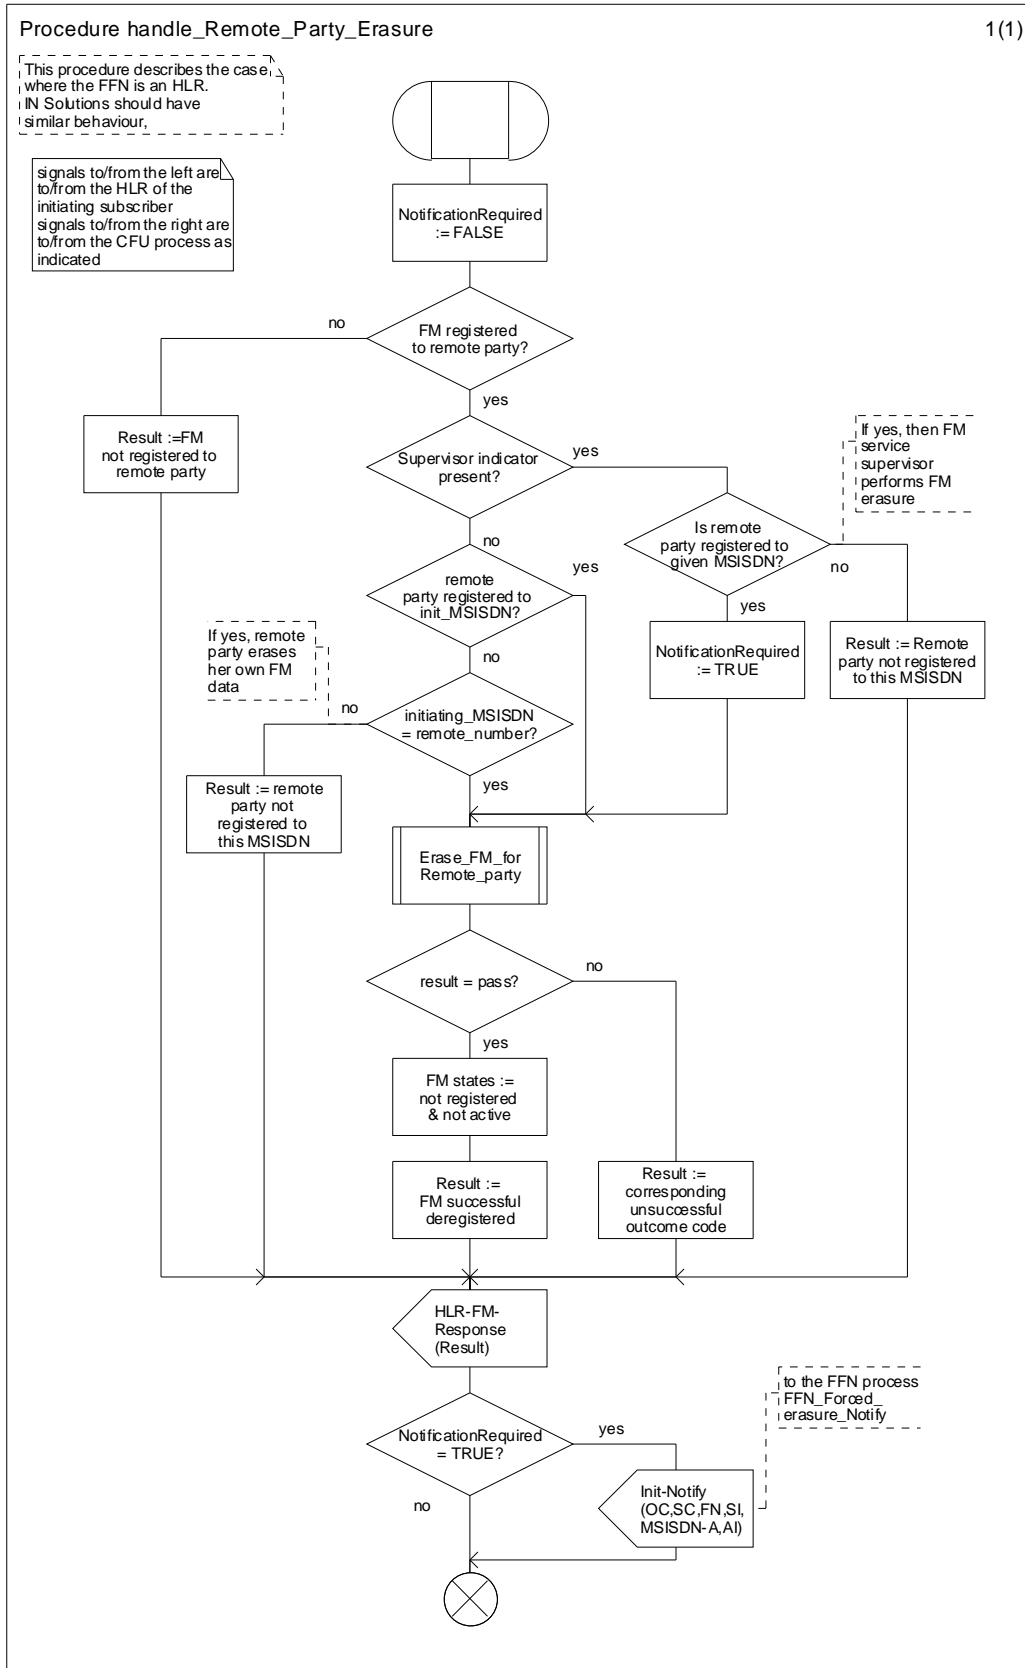 Procedure handle_Remote_Party_Erasure
1(1)
This procedure describes the case
where the FFN is an HLR.
IN Solutions should have
similar behaviour,
signals to/from the left are
to/from the HLR of the
initiating subscriber
signals to/from the right are
to/from the CFU process as
indicated
NotificationRequired
:= FALSE
no
FM registered
to remote party?
yes
Result :=FM
not registered to
remote party
Supervisor indicator
present?
yes
If yes, then FM
service
supervisor
performs FM
erasure
Is remote
party registered to
given MSISDN?
no
yes
no
remote
party registered to
init_MSISDN?
yes
no
If yes, remote
party erases
her own FM
data
NotificationRequired
:= TRUE
Result := Remote
party not registered
to this MSISDN
no
initiating_MSISDN
= remote_number?
yes
Result := remote
party not
registered to
this MSISDN
Erase_FM_for
Remote_party
result = pass?
no
yes
FM states :=
not registered
& not active
Result :=
FM successful
deregistered
Result :=
corresponding
unsuccessful
outcome code
HLR-FM-
Response
(Result)
to the FFN process
FFN_Forced_
erasure_Notify
NotificationRequired
= TRUE?
yes
no
Init-Notify
(OC,SC,FN,SI,
MSISDN-A,AI)